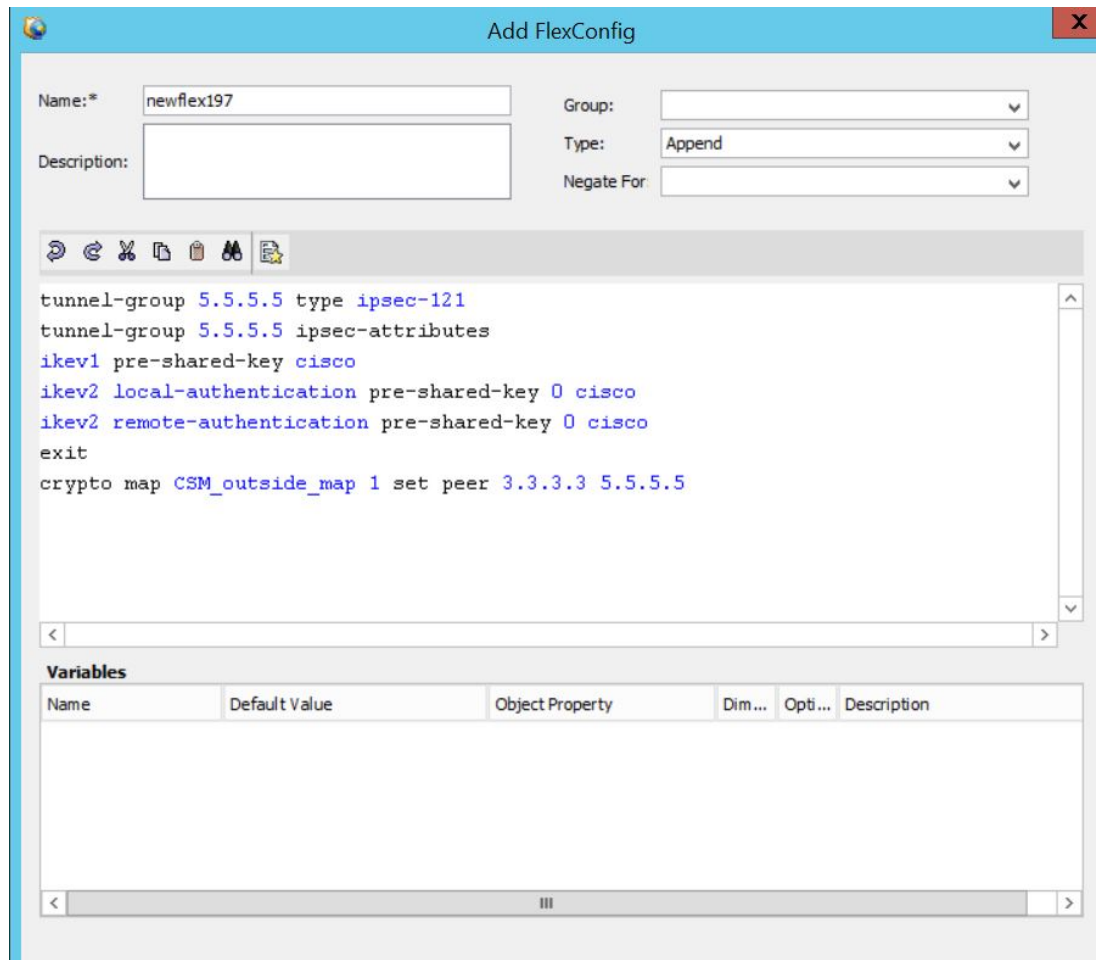 Add FlexConfig
X
Name:* newflex197
Group:
Description:
Type: Append
Negate For:
tunnel-group 5.5.5.5 type ipsec-121
tunnel-group 5.5.5.5 ipsec-attributes
ikev1 pre-shared-key cisco
ikev2 local-authentication pre-shared-key 0 cisco
ikev2 remote-authentication pre-shared-key 0 cisco
exit
crypto map CSM_outside_map 1 set peer 3.3.3.3 5.5.5.5
Variables
Name Default Value Object Property Dim... Opti... Description